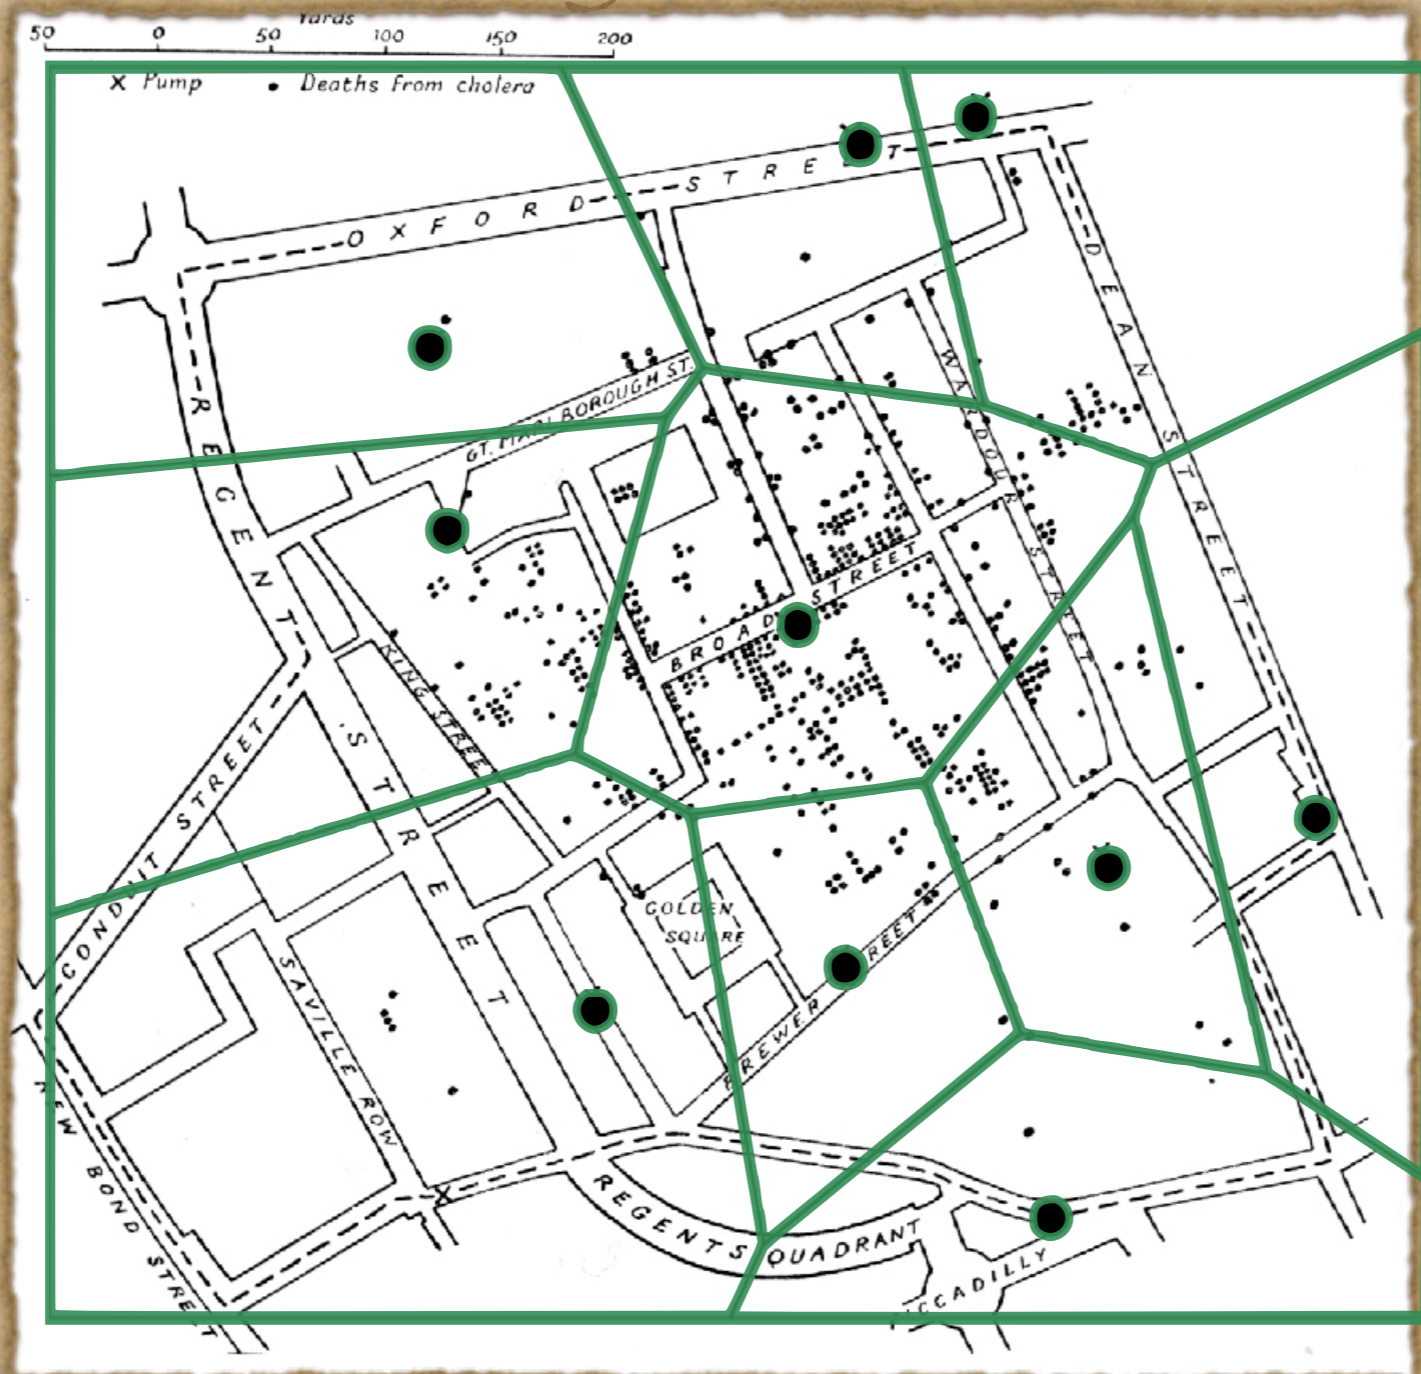 Yards
50 0 50 100 150 200
X Pump • Deaths from cholera
OXFORD STREET
DEAN STREET
REGENT STREET
GT. MARLBOROUGH ST.
WARDOUR STREET
BROAD STREET
KING STREET
CONDUIT STREET
GOLDEN
SQUARE
SAVILLE ROW
BREWER STREET
NEW BOND STREET
REGENTS QUADRANT
PICCADILLY